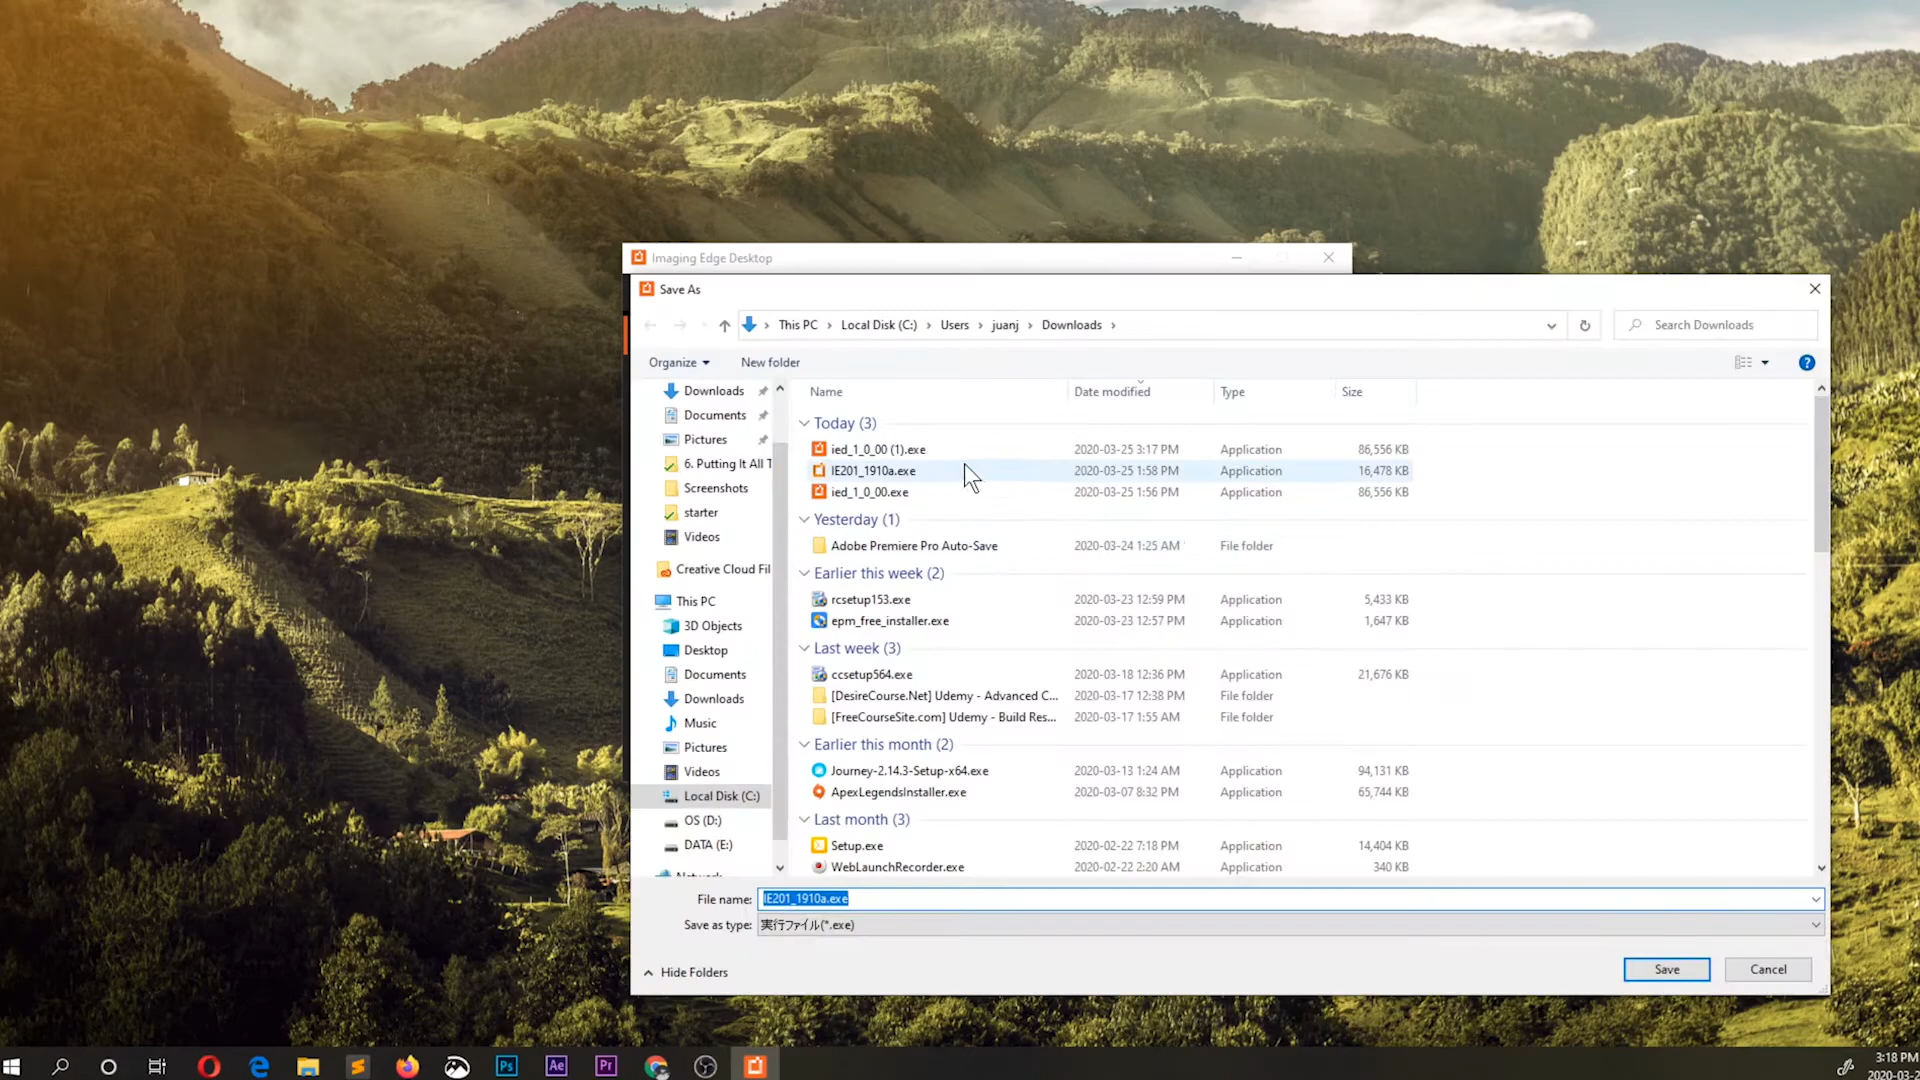 Imaging Edge Desktop
Save As
This PC › Local Disk (C:) › Users › juanj › Downloads ›
Search Downloads
Organize
New folder
Name Date modified Type Size
Downloads
Documents
Pictures
6. Putting It All T
Screenshots
starter
Videos
Creative Cloud Fil
This PC
3D Objects
Desktop
Documents
Downloads
Music
Pictures
Videos
Local Disk (C:)
OS (D:)
DATA (E:)
Network
Today (3)
ied_1_0_00 (1).exe 2020-03-25 3:17 PM Application 86,556 KB
IE201_1910a.exe 2020-03-25 1:58 PM Application 16,478 KB
ied_1_0_00.exe 2020-03-25 1:56 PM Application 86,556 KB
Yesterday (1)
Adobe Premiere Pro Auto-Save 2020-03-24 1:25 AM File folder
Earlier this week (2)
rcsetup153.exe 2020-03-23 12:59 PM Application 5,433 KB
epm_free_installer.exe 2020-03-23 12:57 PM Application 1,647 KB
Last week (3)
ccsetup564.exe 2020-03-18 12:36 PM Application 21,676 KB
[DesireCourse.Net] Udemy - Advanced C... 2020-03-17 12:38 PM File folder
[FreeCourseSite.com] Udemy - Build Res... 2020-03-17 1:55 AM File folder
Earlier this month (2)
Journey-2.14.3-Setup-x64.exe 2020-03-13 1:24 AM Application 94,131 KB
ApexLegendsInstaller.exe 2020-03-07 8:32 PM Application 65,744 KB
Last month (3)
Setup.exe 2020-02-22 7:18 PM Application 14,404 KB
WebLaunchRecorder.exe 2020-02-22 2:20 AM Application 340 KB
File name: IE201_1910a.exe
Save as type: 実行ファイル(*.exe)
Hide Folders
Save
Cancel
Ps
Ae
Pr
3:18 PM
2020-03-2